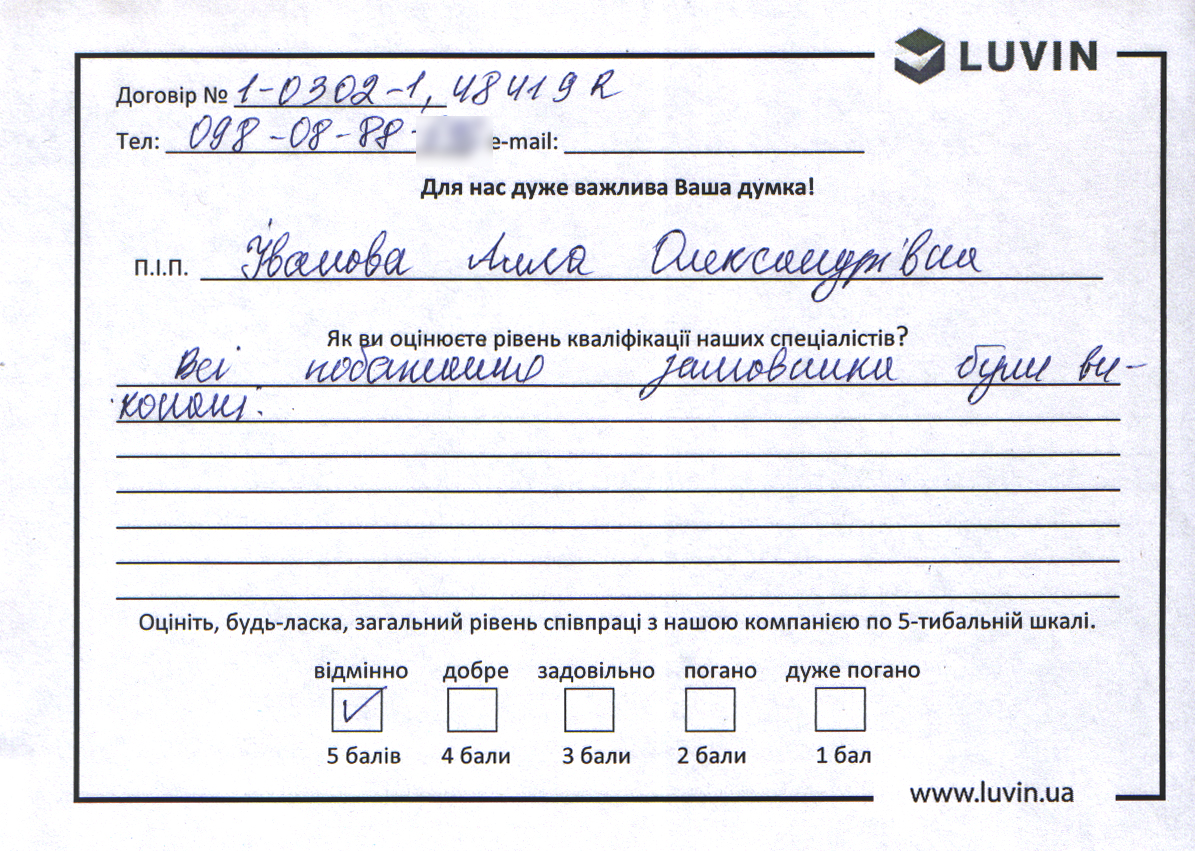 LUVIN
Договір № 1-0302-1, 48419 R
Тел: 098-08-88- e-mail:
Для нас дуже важлива Ваша думка!
П.І.П. Іванова Алла Олександрівна
Як ви оцінюєте рівень кваліфікації наших спеціалістів?
Всі побажання замовника були ви-
конані.
Оцініть, будь-ласка, загальний рівень співпраці з нашою компанією по 5-тибальній шкалі.
відмінно добре задовільно погано дуже погано
5 балів 4 бали 3 бали 2 бали 1 бал
www.luvin.ua